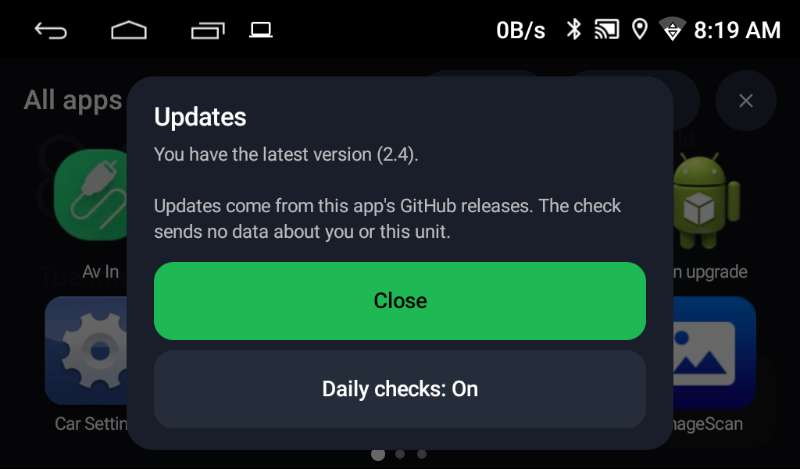 0B/s 8:19 AM
All apps
Updates
You have the latest version (2.4).
Updates come from this app's GitHub releases. The check
sends no data about you or this unit.
Close
Daily checks: On
Av In
n upgrade
Car Settin
nageScan